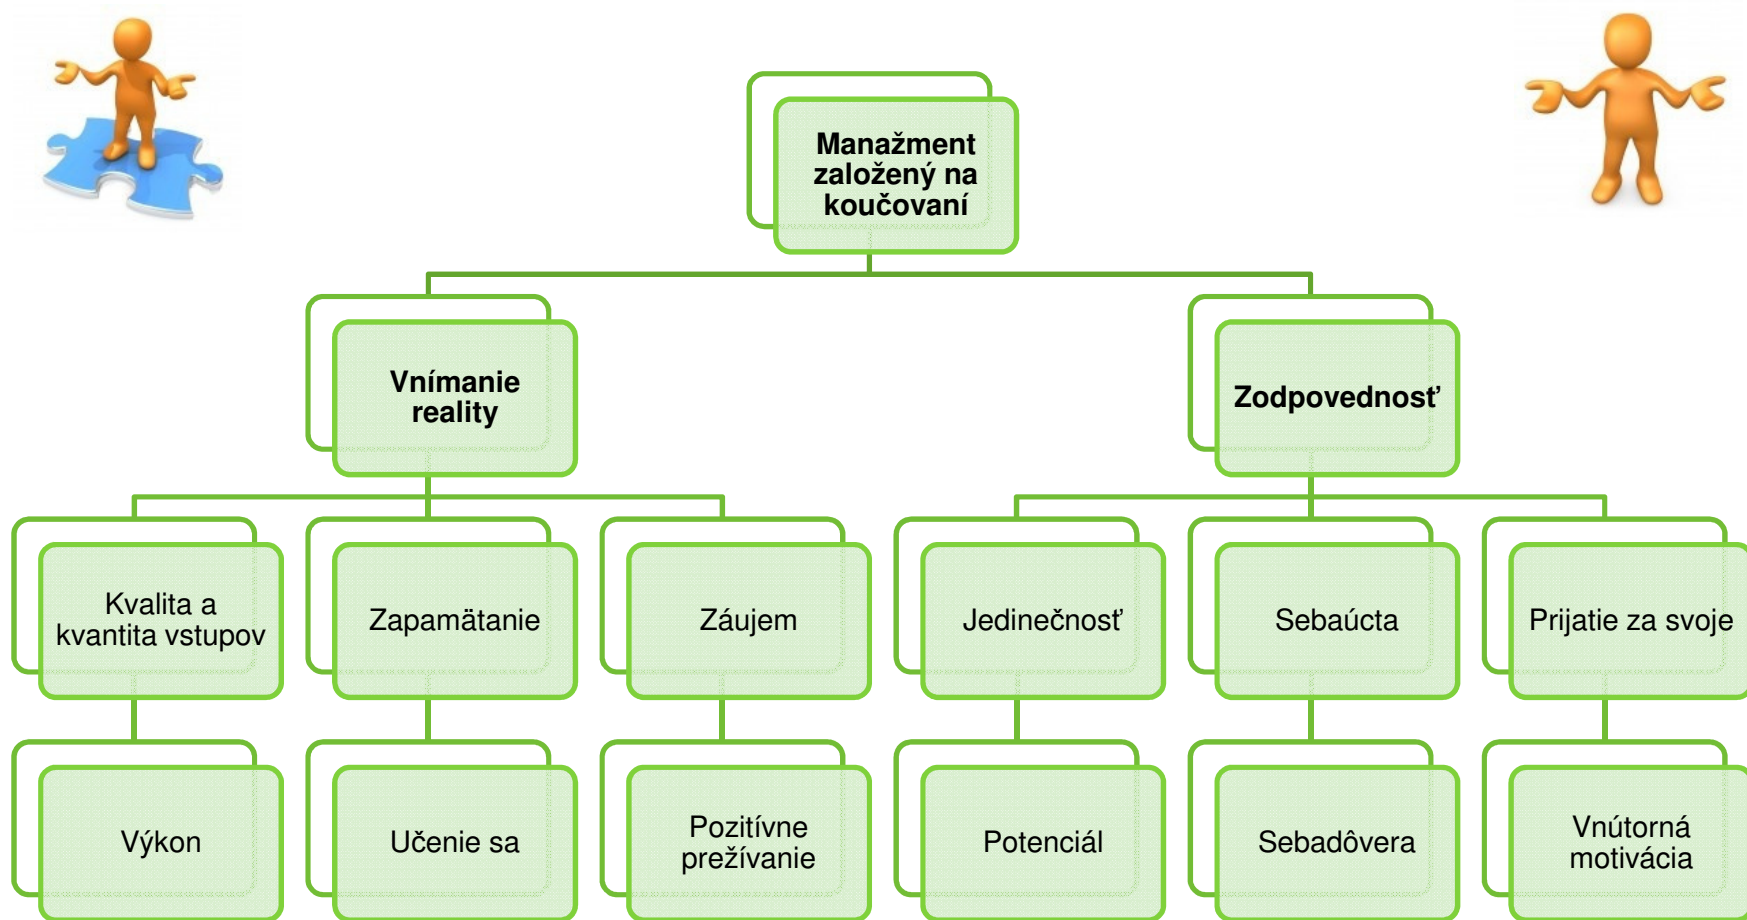 Manažment
založený na
koučovaní
Vnímanie
reality
Zodpovednosť
Kvalita a
kvantita vstupov
Zapamätanie
Záujem
Jedinečnosť
Sebaúcta
Prijatie za svoje
Výkon
Učenie sa
Pozitívne
prežívanie
Potenciál
Sebadôvera
Vnútorná
motivácia